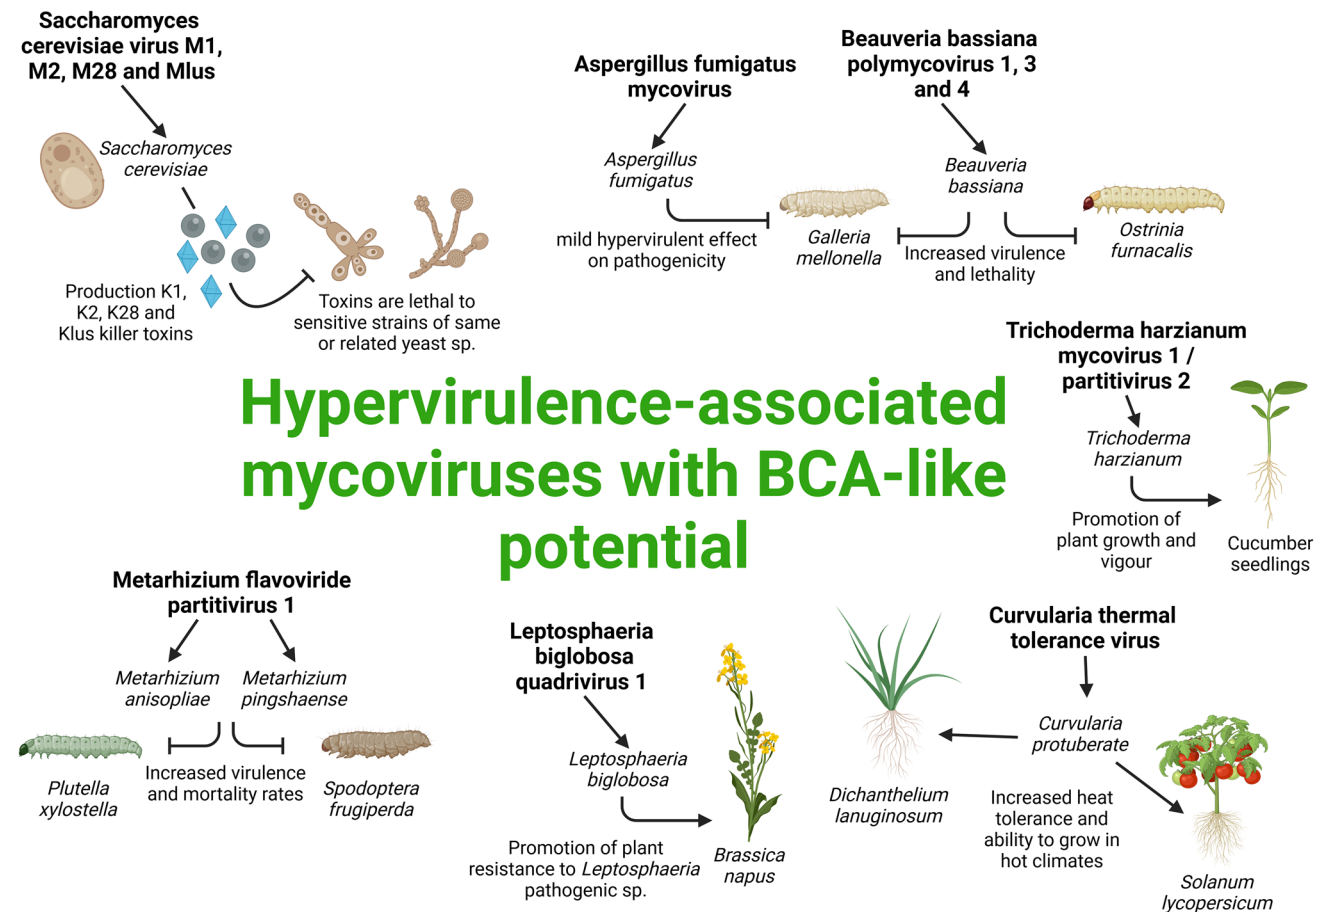 Saccharomyces
cerevisiae virus M1,
M2, M28 and Mlus
Saccharomyces
cerevisiae
Production K1,
K2, K28 and
Klus killer toxins
Toxins are lethal to
sensitive strains of same
or related yeast sp.
Aspergillus fumigatus
mycovirus
Aspergillus
fumigatus
mild hypervirulent effect
on pathogenicity
Galleria
mellonella
Beauveria bassiana
polymycovirus 1, 3
and 4
Beauveria
bassiana
Increased virulence
and lethality
Ostrinia
furnacalis
Hypervirulence-associated
mycoviruses with BCA-like
potential
Trichoderma harzianum
mycovirus 1 /
partitivirus 2
Trichoderma
harzianum
Promotion of
plant growth and
vigour
Cucumber
seedlings
Metarhizium flavoviride
partitivirus 1
Metarhizium
anisopliae
Metarhizium
pingshaense
Plutella
xylostella
Increased virulence
and mortality rates
Spodoptera
frugiperda
Leptosphaeria
biglobosa
quadrivirus 1
Leptosphaeria
biglobosa
Promotion of plant
resistance to Leptosphaeria
pathogenic sp.
Brassica
napus
Curvularia thermal
tolerance virus
Curvularia
protuberate
Dichanthelium
lanuginosum
Increased heat
tolerance and
ability to grow in
hot climates
Solanum
lycopersicum